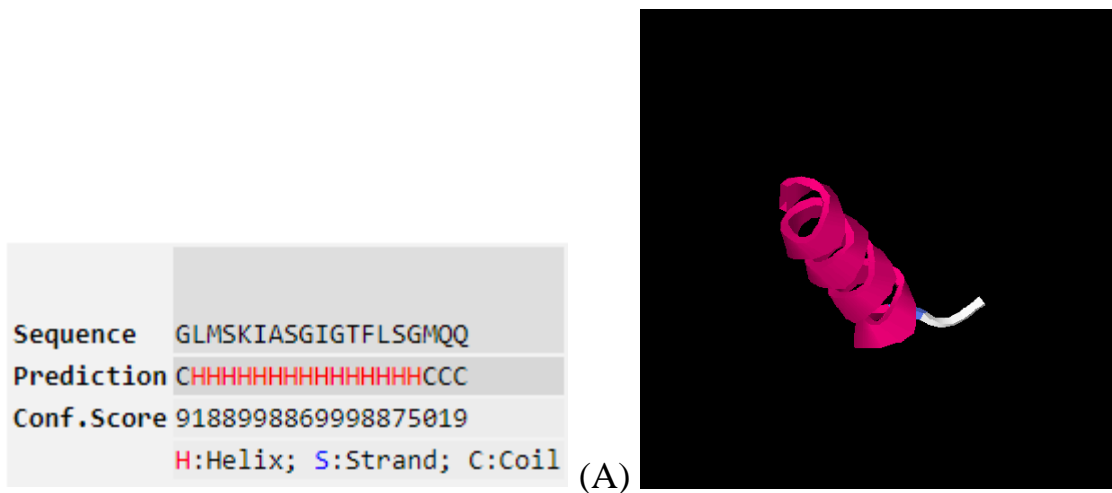 Sequence GLMSKIASGIGTFLSGMQQ
Prediction CHHHHHHHHHHHHHHHCCC
Conf.Score 9188998869998875019
H:Helix; S:Strand; C:Coil
(A)